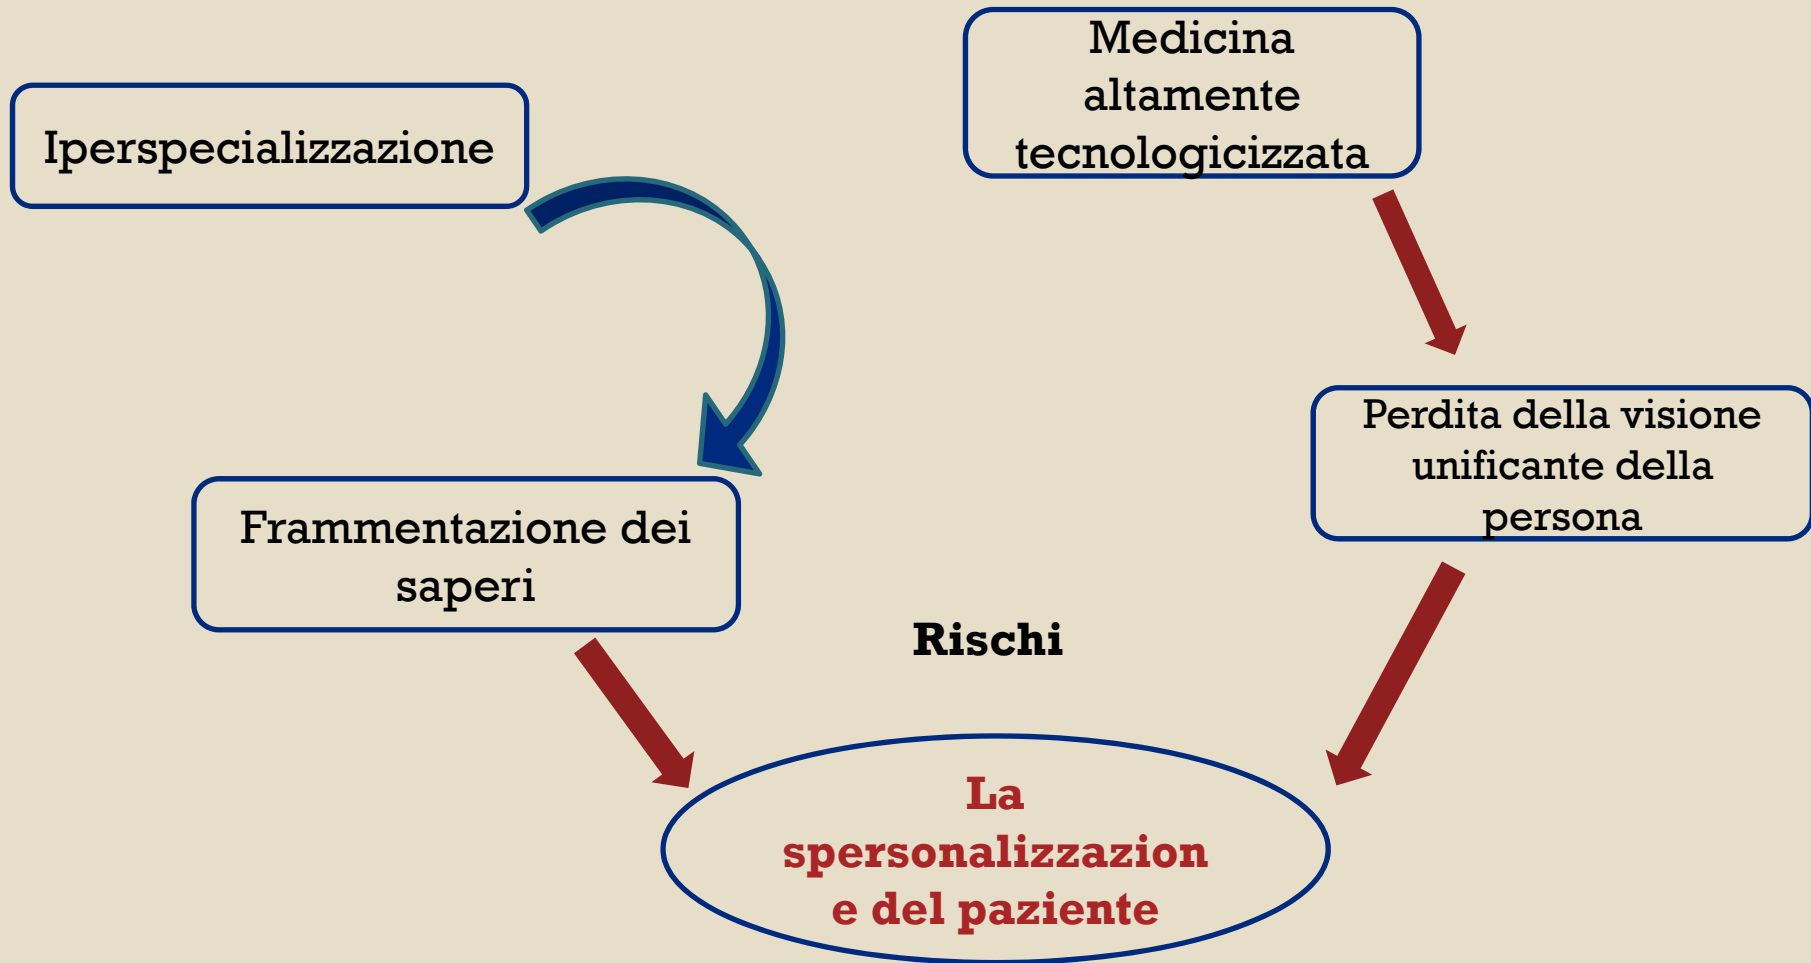 Iperspecializzazione
Medicina
altamente
tecnologicizzata
Perdita della visione
unificante della
persona
Frammentazione dei
saperi
Rischi
La
spersonalizzazion
e del paziente